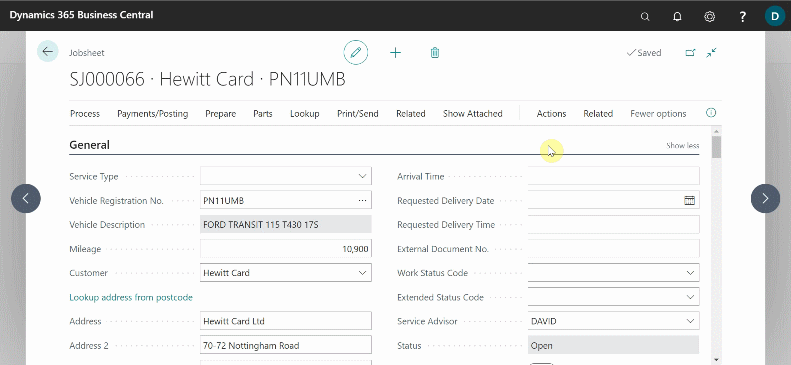 Dynamics 365 Business Central
?
D
Jobsheet
Saved
SJ000066 · Hewitt Card · PN11UMB
Process Payments/Posting Prepare Parts Lookup Print/Send Related Show Attached Actions Related Fewer options
General Show less
Service Type Arrival Time
Vehicle Registration No. PN11UMB ... Requested Delivery Date
Vehicle Description FORD TRANSIT 115 T430 17S Requested Delivery Time
Mileage 10,900 External Document No.
Customer Hewitt Card Work Status Code
Lookup address from postcode Extended Status Code
Address Hewitt Card Ltd Service Advisor DAVID
Address 2 70-72 Nottingham Road Status Open